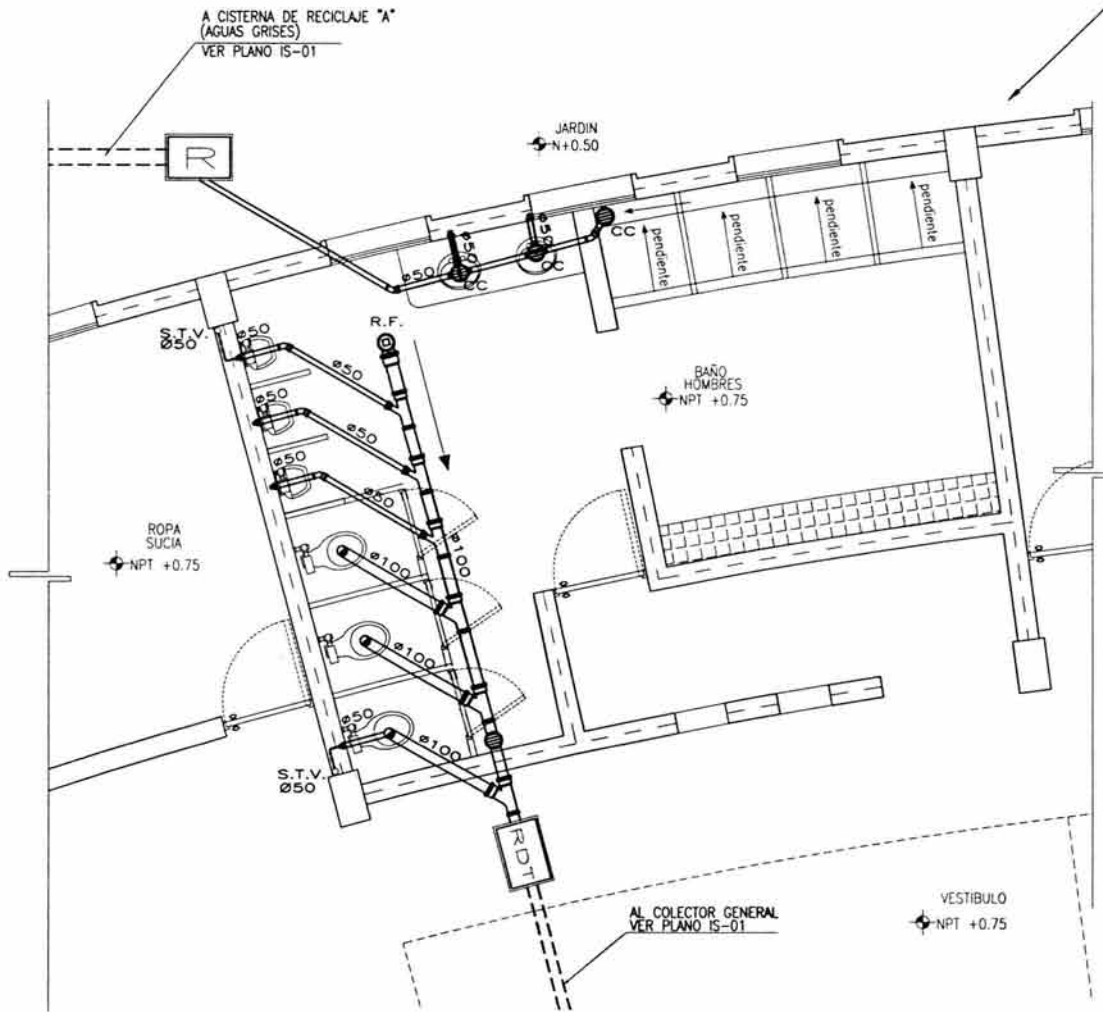 A CISTERNA DE RECICLAJE "A"
(AGUAS GRISES)
VER PLANO IS-01
R
JARDIN
N+0.50
pendiente
pendiente
pendiente
pendiente
CC
Ø50
Ø50
CC
CC
Ø50
R.F.
S.T.V.
Ø50
Ø50
Ø50
Ø50
Ø50
Ø50
Ø50
BAÑO
HOMBRES
NPT +0.75
ROPA
SUCIA
NPT +0.75
Ø100
Ø100
Ø100
Ø50
Ø100
S.T.V.
Ø50
RDT
VESTIBULO
NPT +0.75
AL COLECTOR GENERAL
VER PLANO IS-01